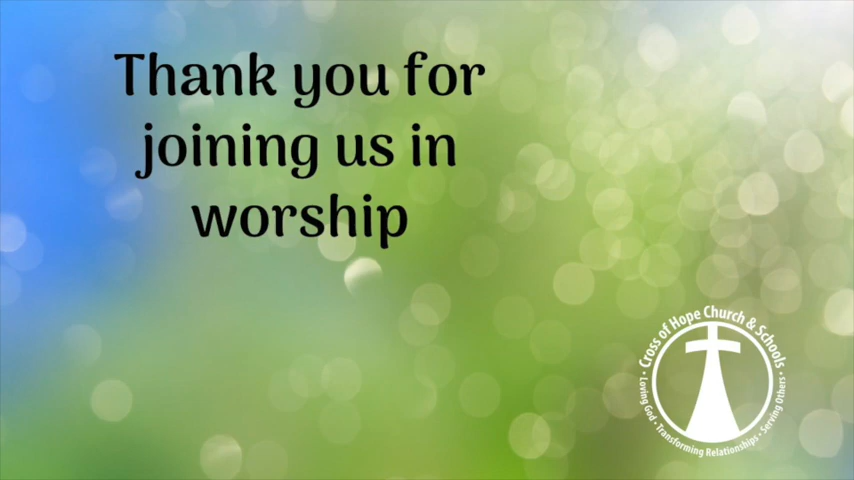 Thank you for
joining us in
worship
Cross of Hope Church & Schools
• Loving God • Transforming Relationships • Serving Others •